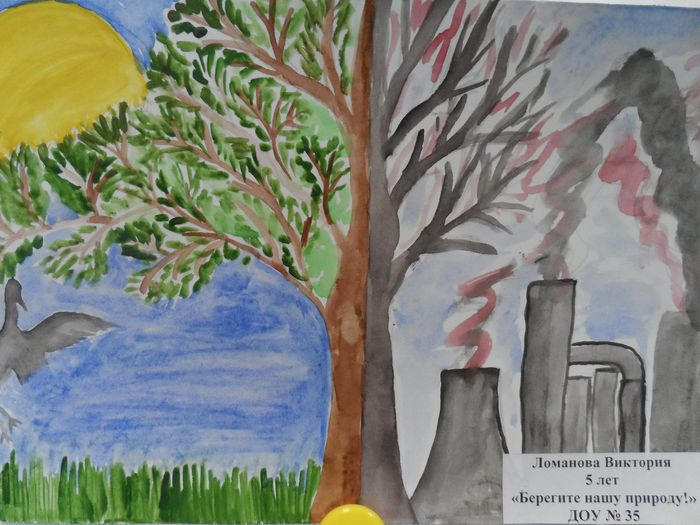 Ломанова Виктория
5 лет
«Берегите нашу природу!»
ДОУ № 35